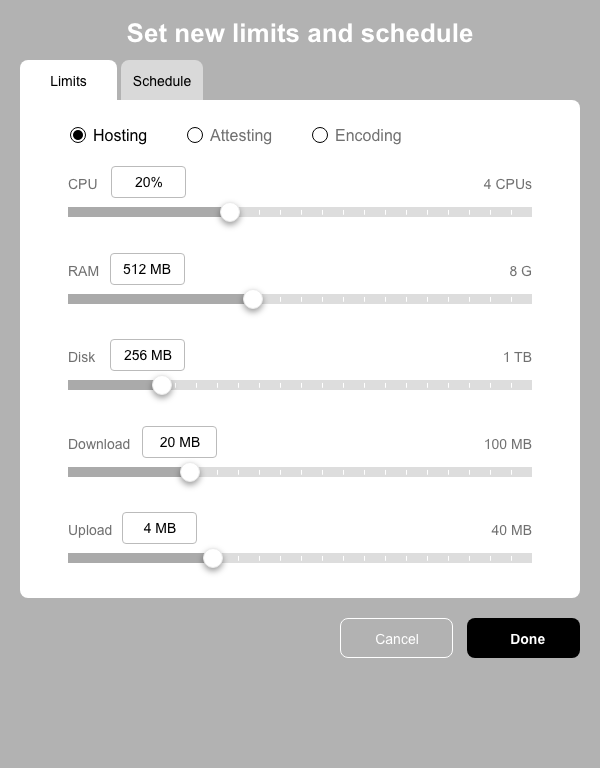 Set new limits and schedule
Limits Schedule
Hosting Attesting Encoding
CPU 20% 4 CPUs
RAM 512 MB 8 G
Disk 256 MB 1 TB
Download 20 MB 100 MB
Upload 4 MB 40 MB
Cancel Done